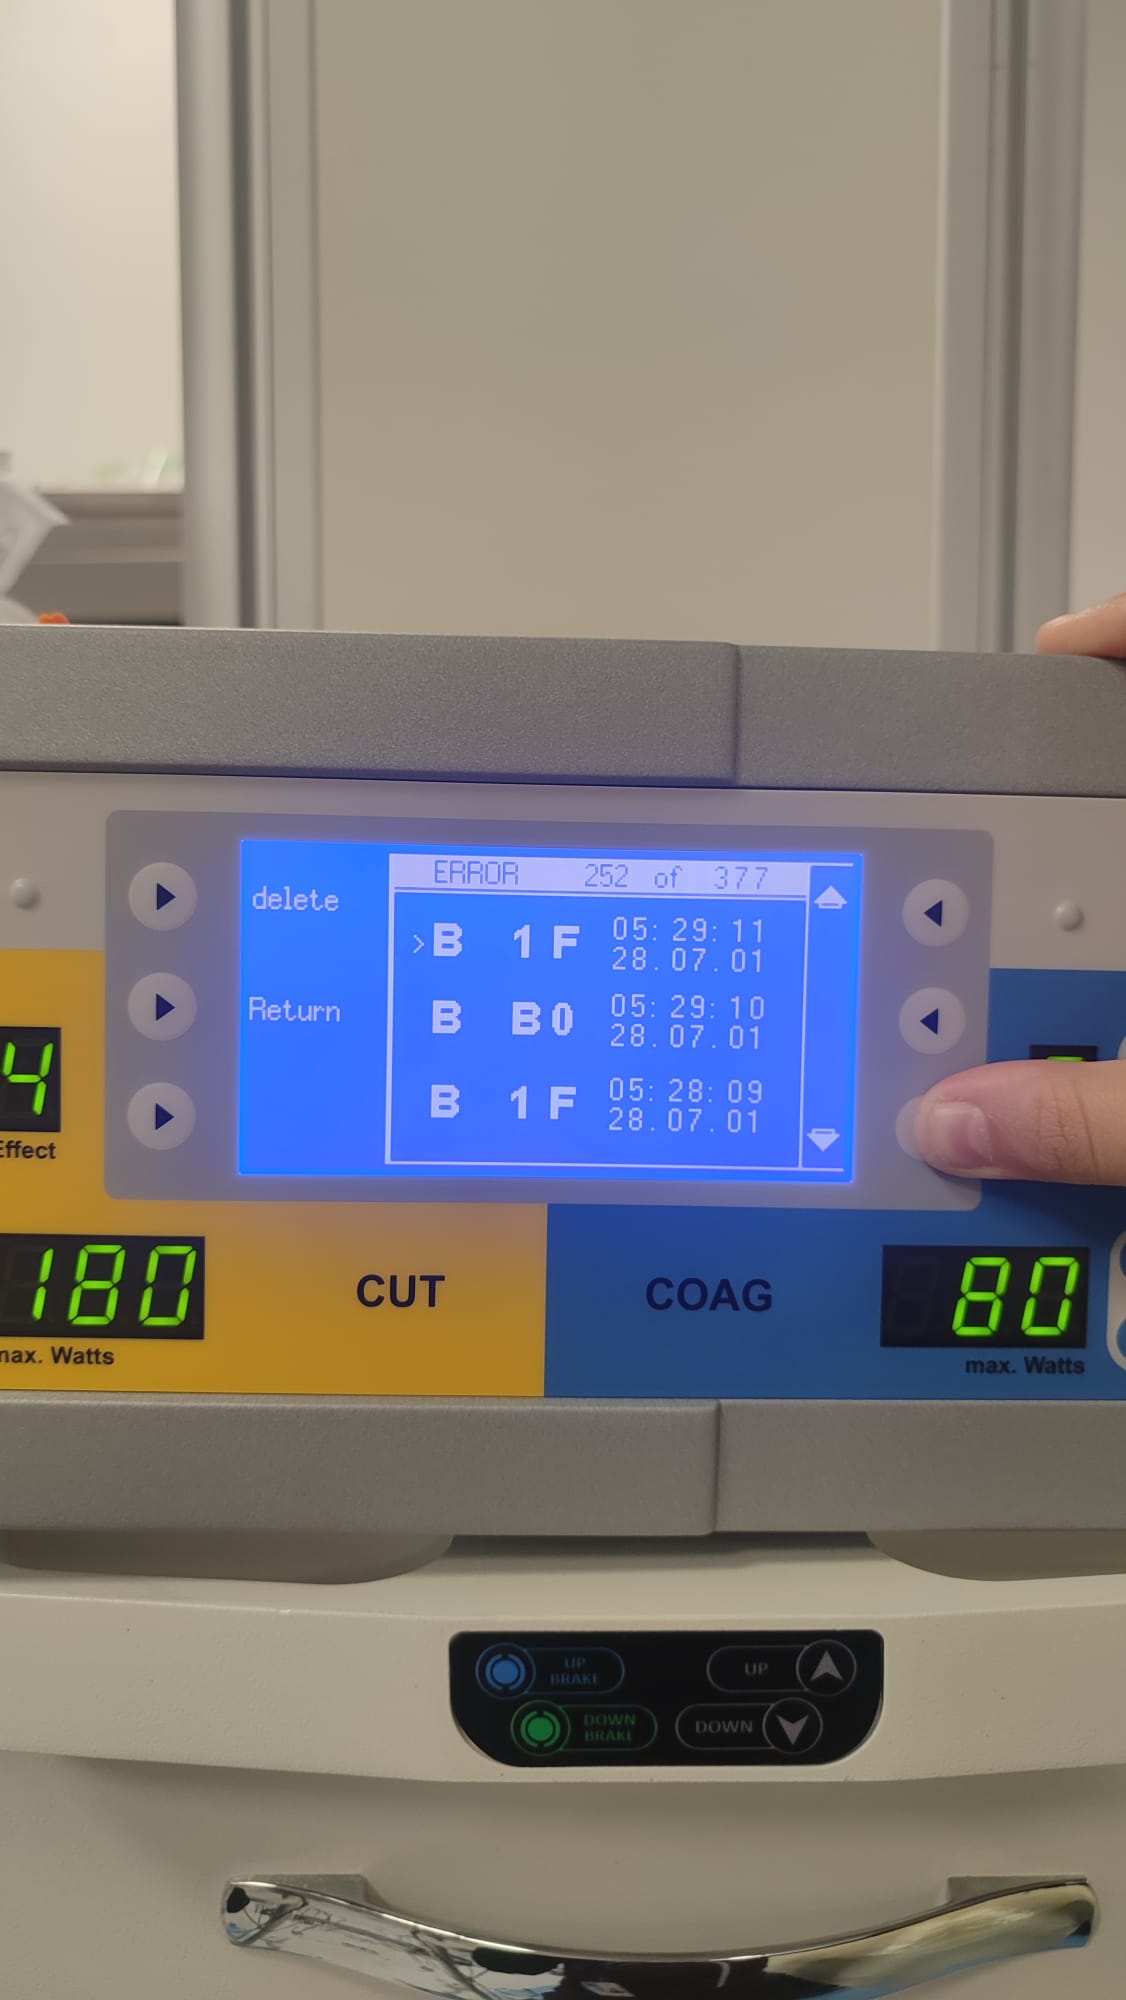 ERROR 252 of 377
delete
>B 1F 05:29:11
28.07.01
Return
B B0 05:29:10
28.07.01
B 1F 05:28:09
28.07.01
4
Effect
180
CUT
COAG
80
max. Watts
max. Watts
UP BRAKE
UP
DOWN BRAKE
DOWN